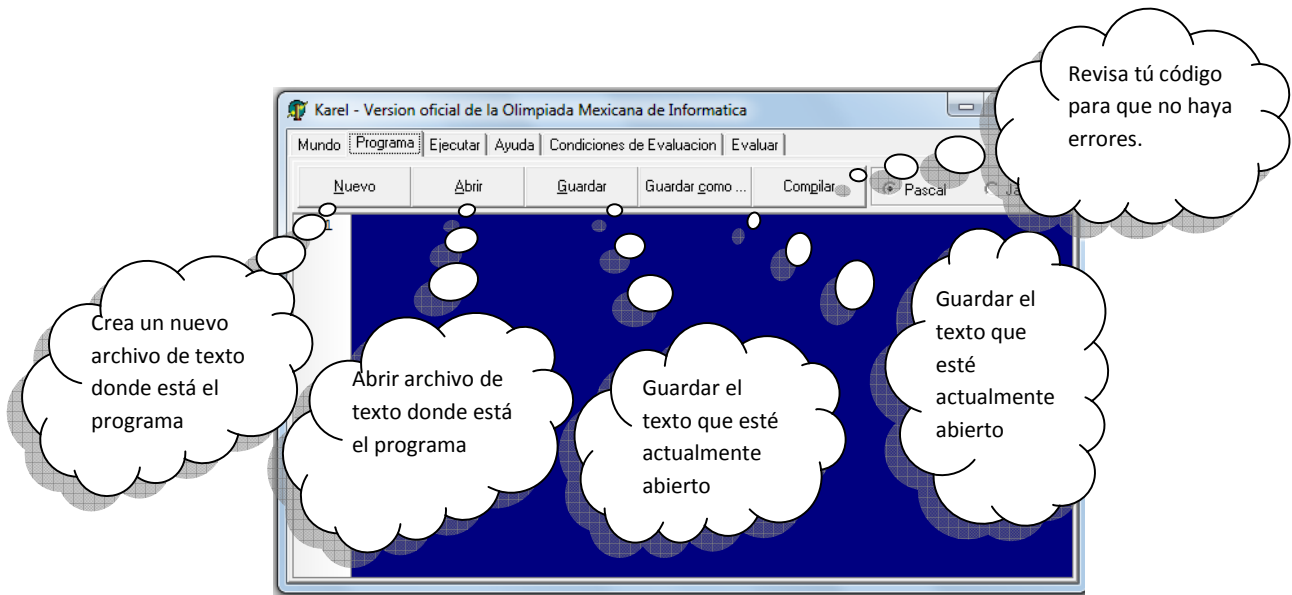 Revisa tú código
para que no haya
errores.
Karel - Version oficial de la Olimpiada Mexicana de Informatica
Mundo Programa Ejecutar Ayuda Condiciones de Evaluacion Evaluar
Nuevo Abrir Guardar Guardar como ... Compilar Pascal
Crea un nuevo
archivo de texto
donde está el
programa
Abrir archivo de
texto donde está
el programa
Guardar el
texto que esté
actualmente
abierto
Guardar el
texto que
esté
actualmente
abierto